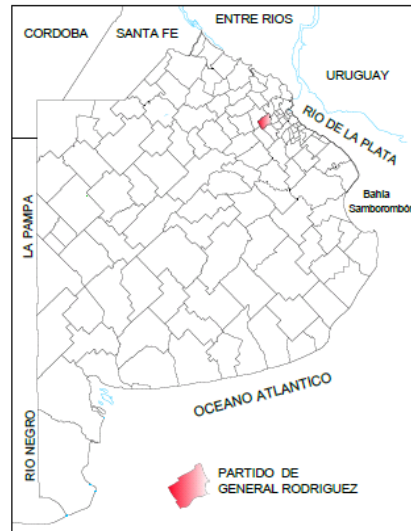 ENTRE RIOS
CORDOBA
SANTA FE
URUGUAY
RIO DE LA PLATA
Bahía
Samborombón
LA PAMPA
OCEANO ATLANTICO
RIO NEGRO
PARTIDO DE
GENERAL RODRIGUEZ